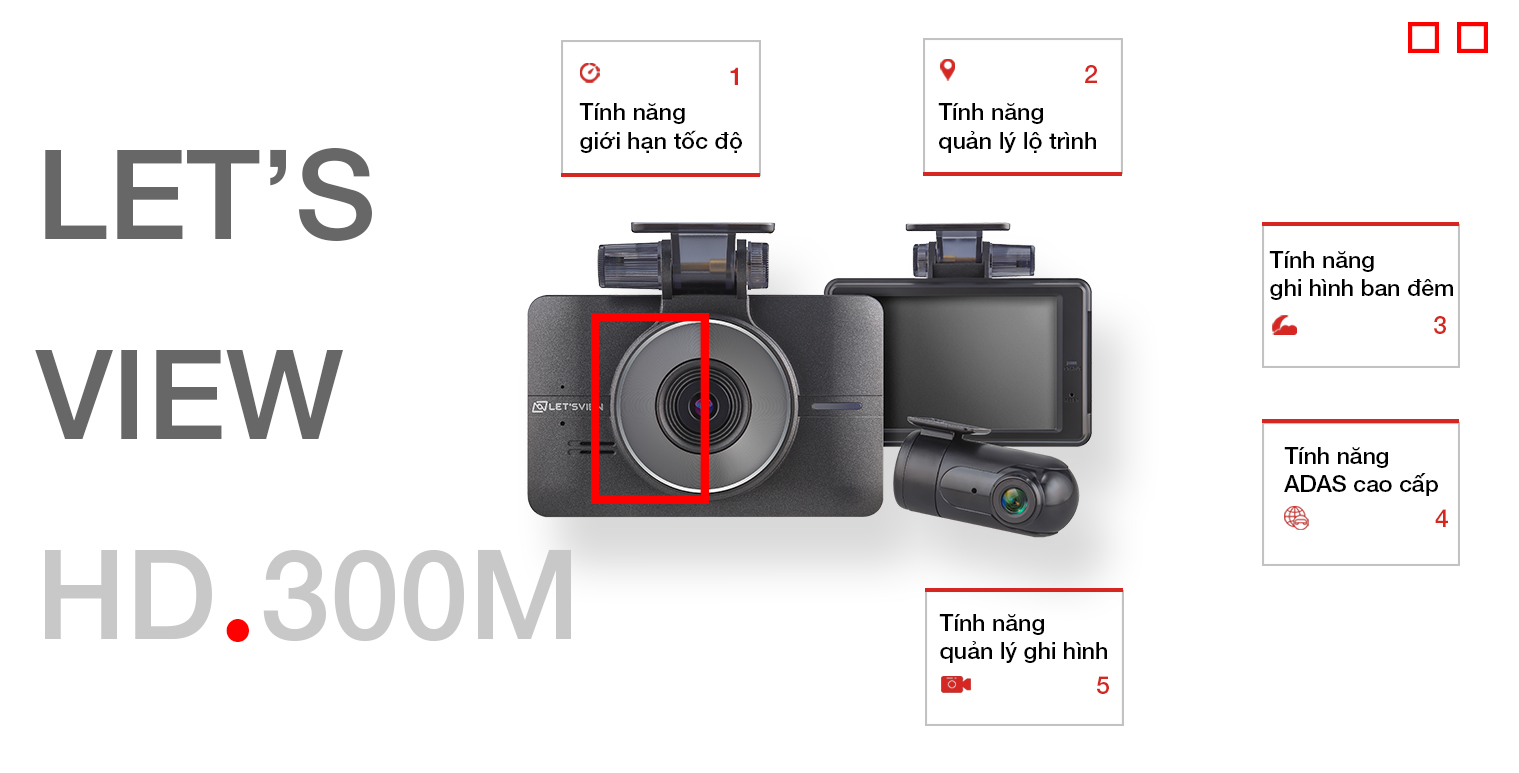 LET'S
VIEW
HD.300M
1
Tính năng
giới hạn tốc độ
2
Tính năng
quản lý lộ trình
Tính năng
ghi hình ban đêm
3
Tính năng
ADAS cao cấp
4
Tính năng
quản lý ghi hình
5
LET'SVIEW